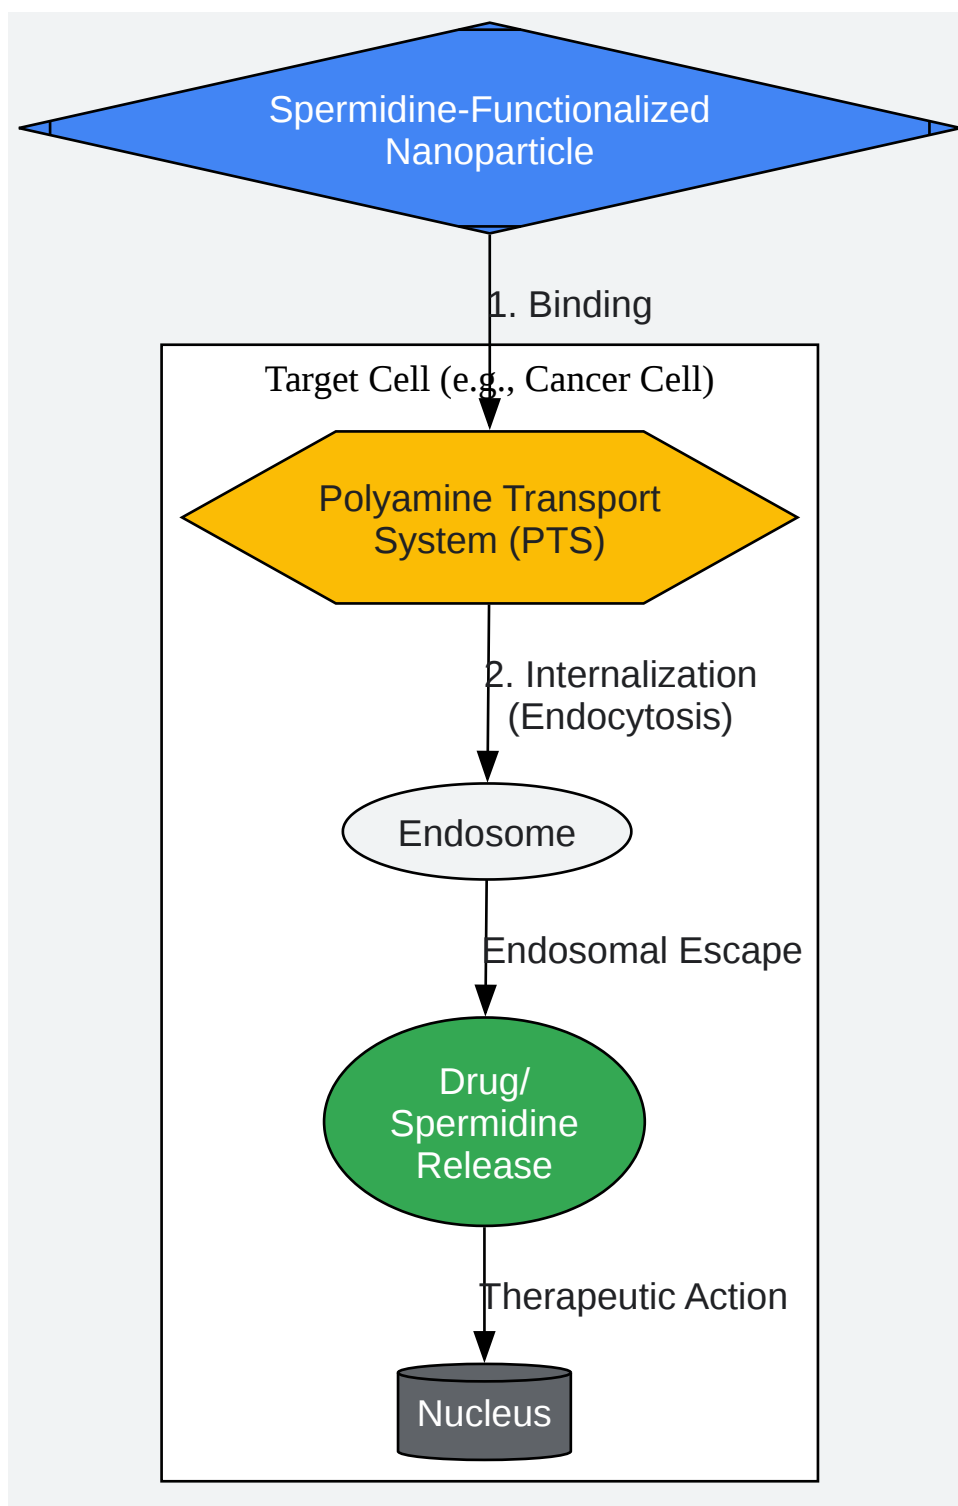 Spermidine-Functionalized
Nanoparticle
1. Binding
Target Cell (e.g., Cancer Cell)
Polyamine Transport
System (PTS)
2. Internalization
(Endocytosis)
Endosome
Endosomal Escape
Drug/
Spermidine
Release
Therapeutic Action
Nucleus